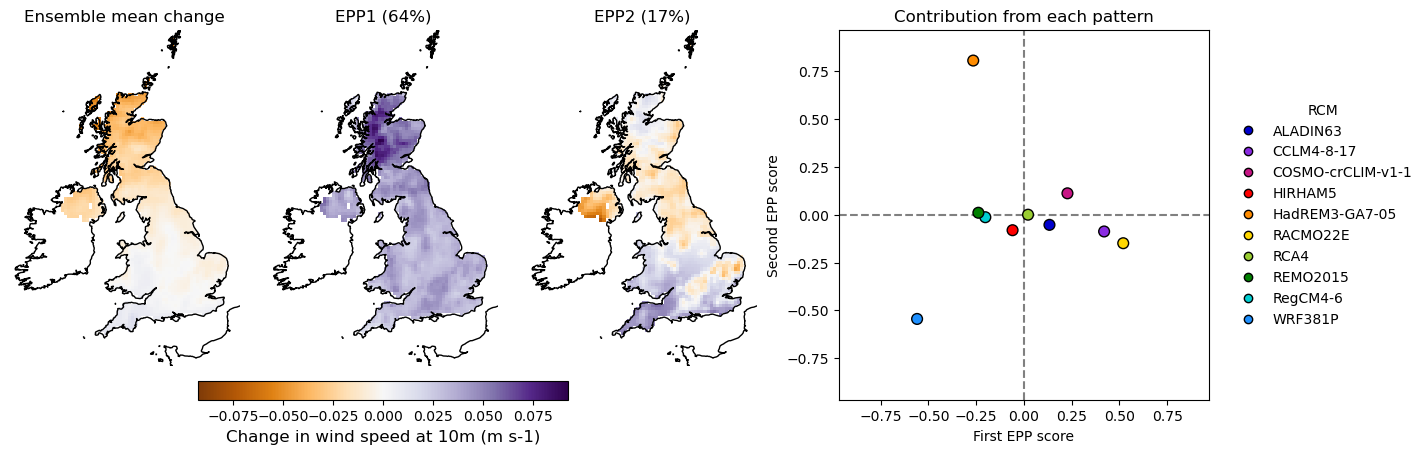 Ensemble mean change
EPP1 (64%)
EPP2 (17%)
Contribution from each pattern
−0.075 −0.050 −0.025 0.000 0.025 0.050 0.075
Change in wind speed at 10m (m s-1)
Second EPP score
0.75
0.50
0.25
0.00
−0.25
−0.50
−0.75
−0.75 −0.50 −0.25 0.00 0.25 0.50 0.75
First EPP score
RCM
ALADIN63
CCLM4-8-17
COSMO-crCLIM-v1-1
HIRHAM5
HadREM3-GA7-05
RACMO22E
RCA4
REMO2015
RegCM4-6
WRF381P